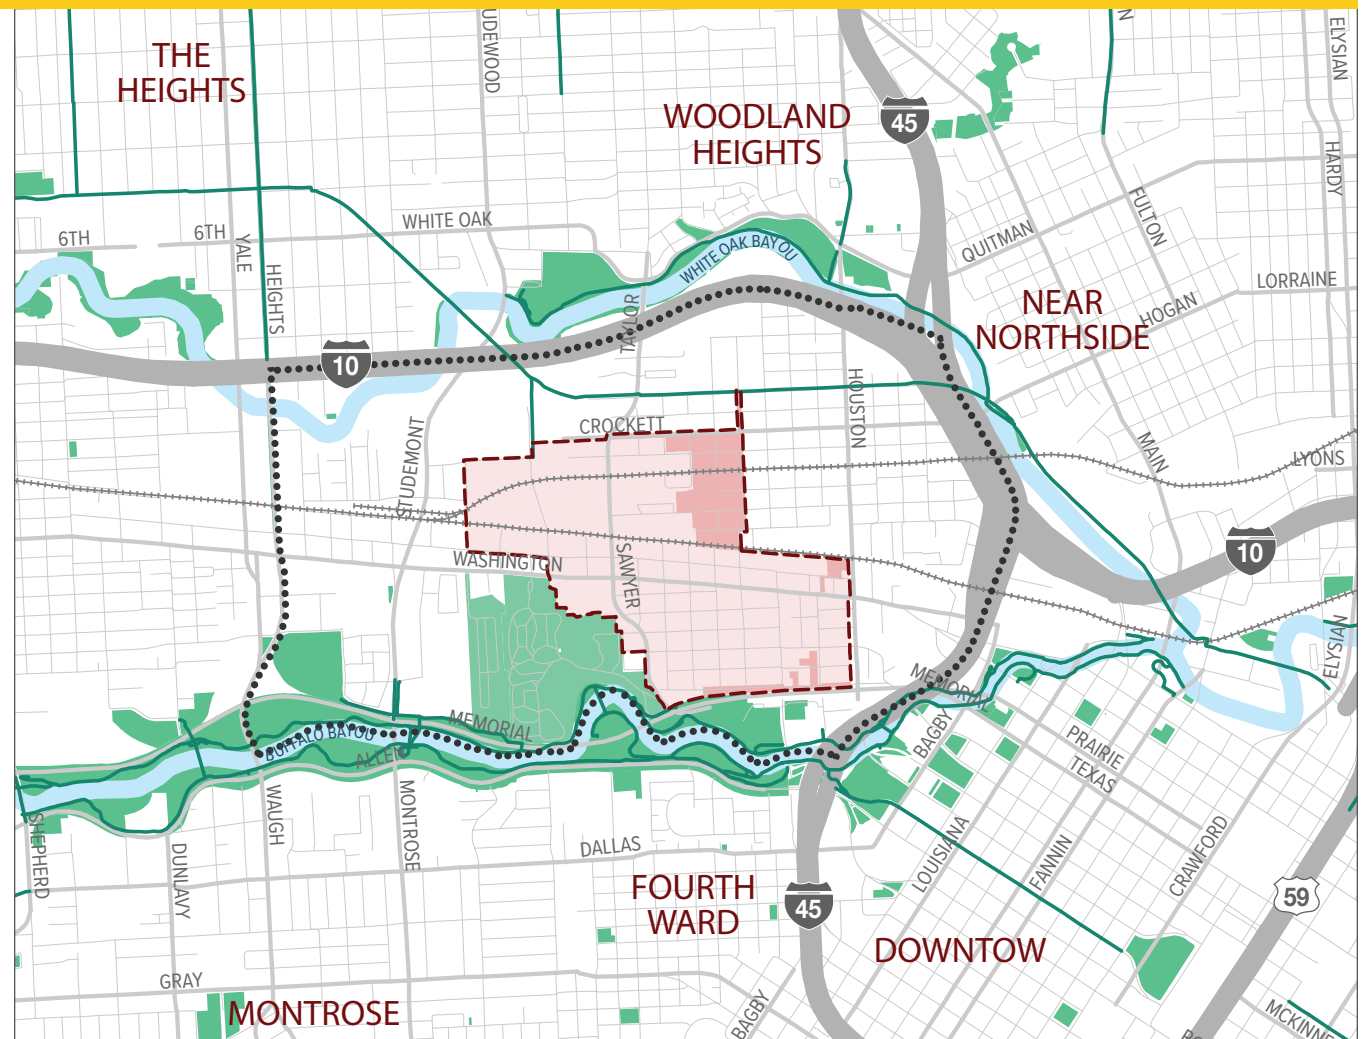 UDEWOOD
N
ELYSIAN
THE
HEIGHTS
WOODLAND
HEIGHTS
45
HARDY
FULTON
6TH
6TH
WHITE OAK
YALE
HEIGHTS
WHITE OAK BAYOU
QUITMAN
LORRAINE
NEAR
NORTHSIDE
HOGAN
TAYLOR
10
HOUSTON
CROCKETT
STUDEMONT
MAIN
LYONS
10
WASHINGTON
SAWYER
ELYSIAN
MEMORIAL
MEMORIAL
BAGBY
BUFFALO BAYOU
ALLEN
PRAIRIE
TEXAS
SHEPHERD
WAUGH
MONTROSE
DUNLAVY
DALLAS
LOUISIANA
FANNIN
CRAWFORD
FOURTH
WARD
45
59
DOWNTOW
GRAY
MONTROSE
BAGBY
MCKINNE